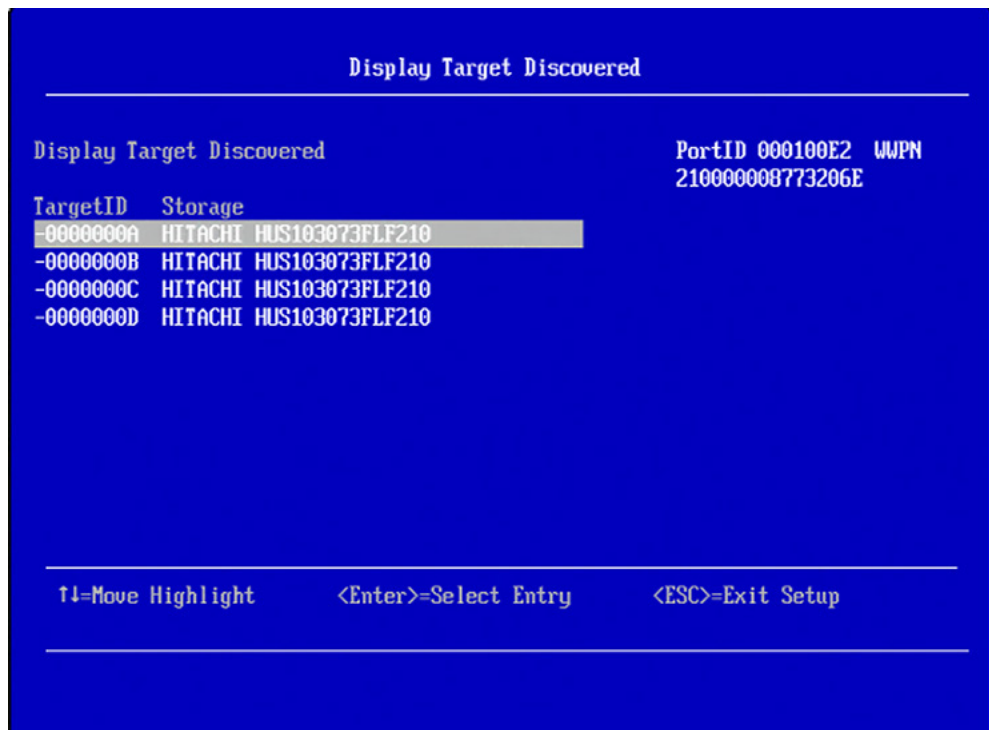 Display Target Discovered
Display Target Discovered
PortID 000100E2 WWPN
210000008773206E
TargetID Storage
-0000000A HITACHI HUS103073FLF210
-0000000B HITACHI HUS103073FLF210
-0000000C HITACHI HUS103073FLF210
-0000000D HITACHI HUS103073FLF210
↑↓=Move Highlight <Enter>=Select Entry <ESC>=Exit Setup